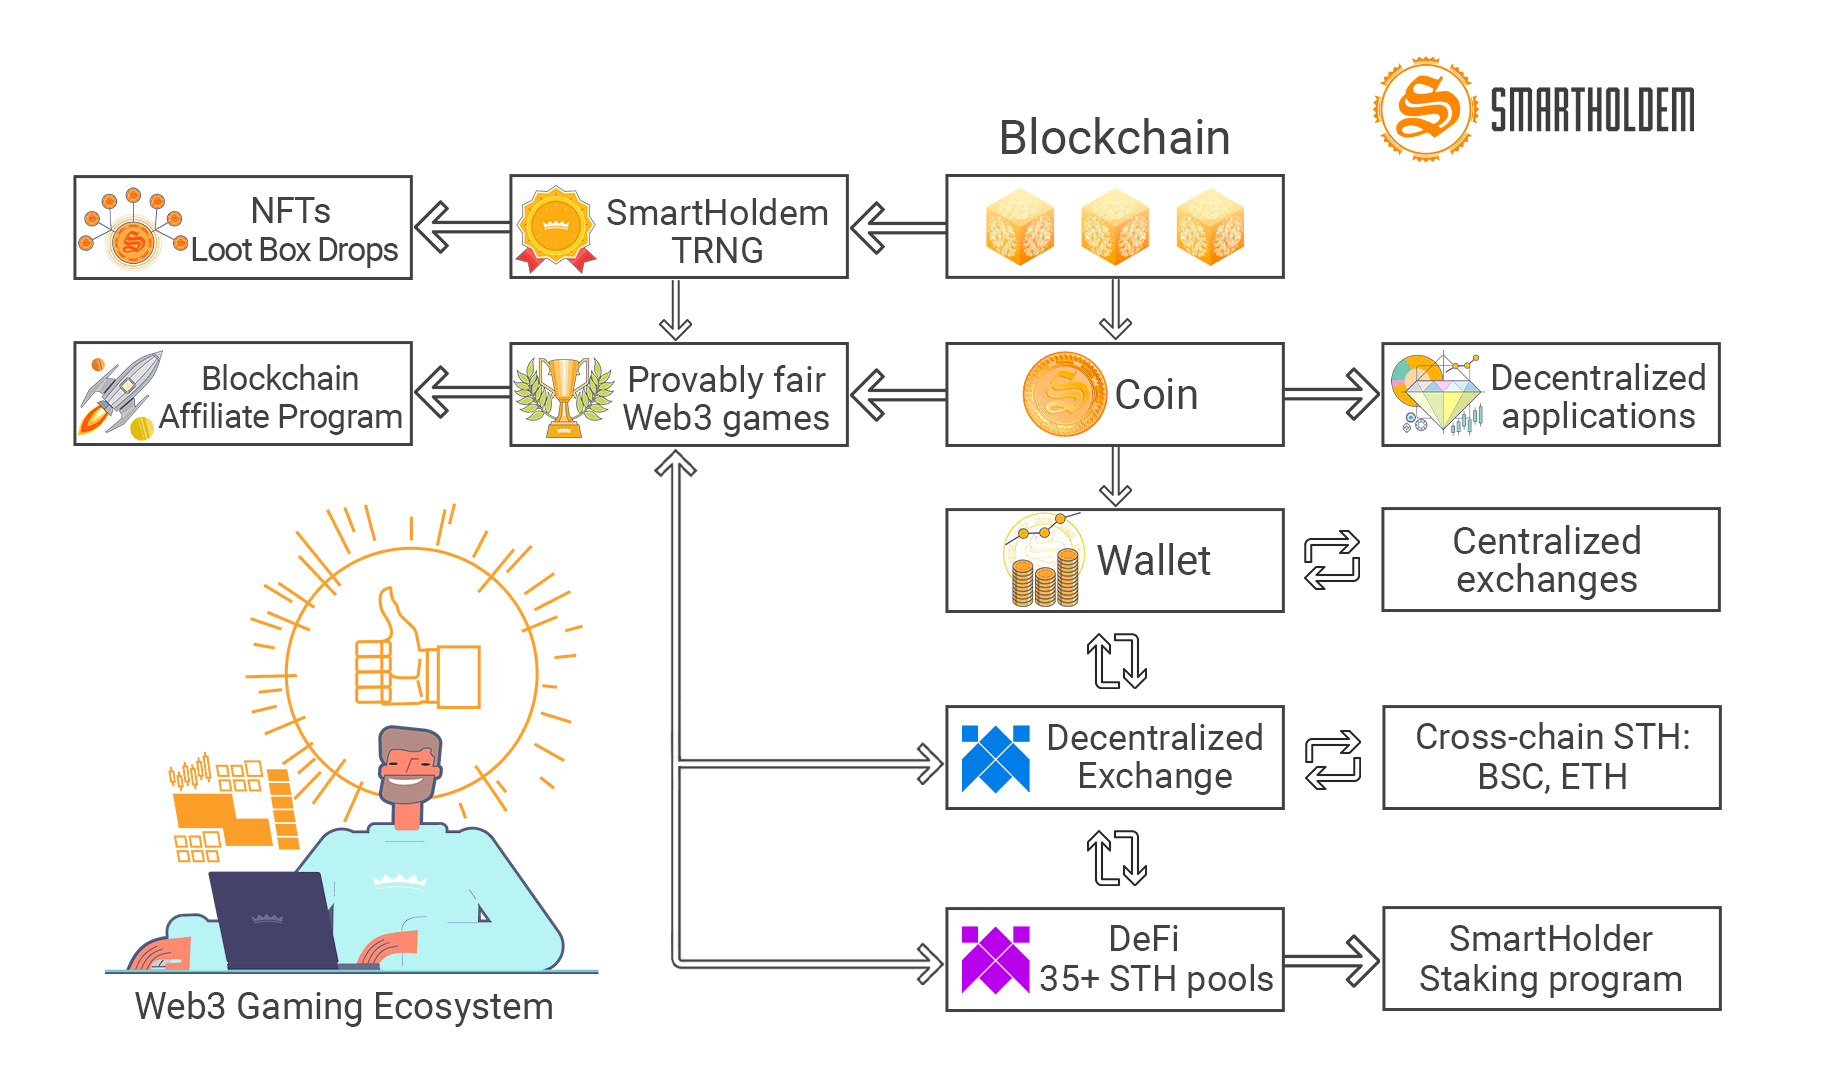 SMARTHOLDEM
Blockchain
NFTs
Loot Box Drops
SmartHoldem
TRNG
Blockchain
Affiliate Program
Provably fair
Web3 games
Coin
Decentralized
applications
Wallet
Centralized
exchanges
Decentralized
Exchange
Cross-chain STH:
BSC, ETH
DeFi
35+ STH pools
SmartHolder
Staking program
Web3 Gaming Ecosystem